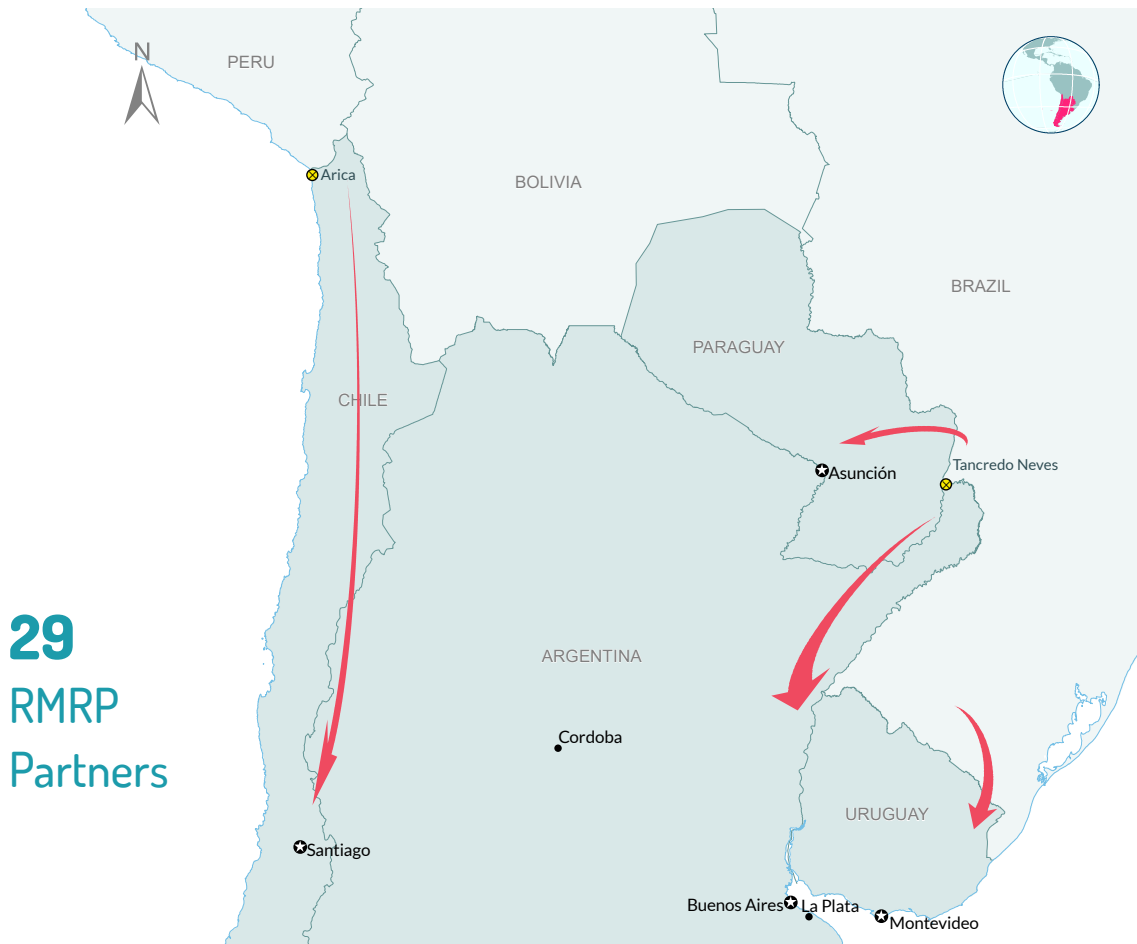 N
PERU
Arica
BOLIVIA
BRAZIL
PARAGUAY
CHILE
Tancredo Neves
Asunción
29
RMRP
Partners
ARGENTINA
Cordoba
URUGUAY
Santiago
Buenos Aires
La Plata
Montevideo